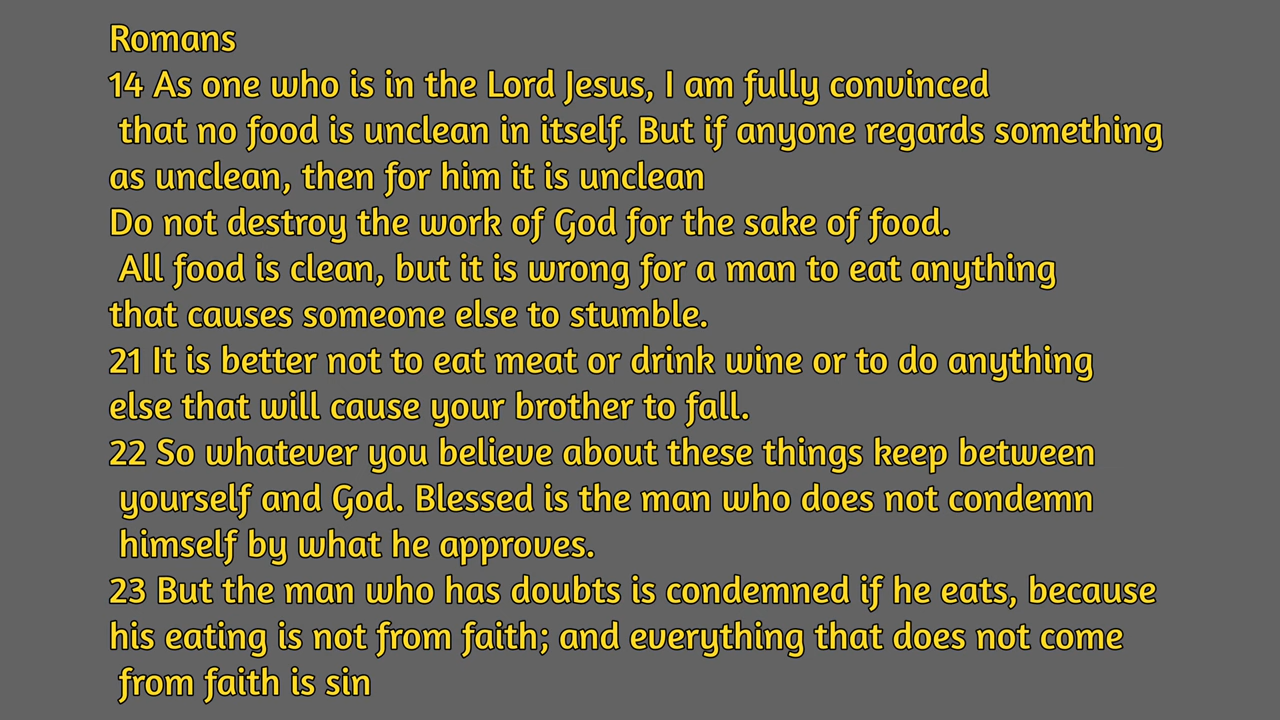 Romans
14 As one who is in the Lord Jesus, I am fully convinced
that no food is unclean in itself. But if anyone regards something
as unclean, then for him it is unclean
Do not destroy the work of God for the sake of food.
All food is clean, but it is wrong for a man to eat anything
that causes someone else to stumble.
21 It is better not to eat meat or drink wine or to do anything
else that will cause your brother to fall.
22 So whatever you believe about these things keep between
yourself and God. Blessed is the man who does not condemn
himself by what he approves.
23 But the man who has doubts is condemned if he eats, because
his eating is not from faith; and everything that does not come
from faith is sin